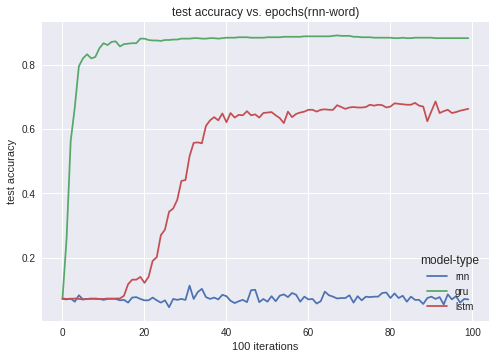 test accuracy vs. epochs(rnn-word)
test accuracy
0.8
0.6
0.4
0.2
0
20
40
60
80
100
100 iterations
model-type
rnn
gru
lstm